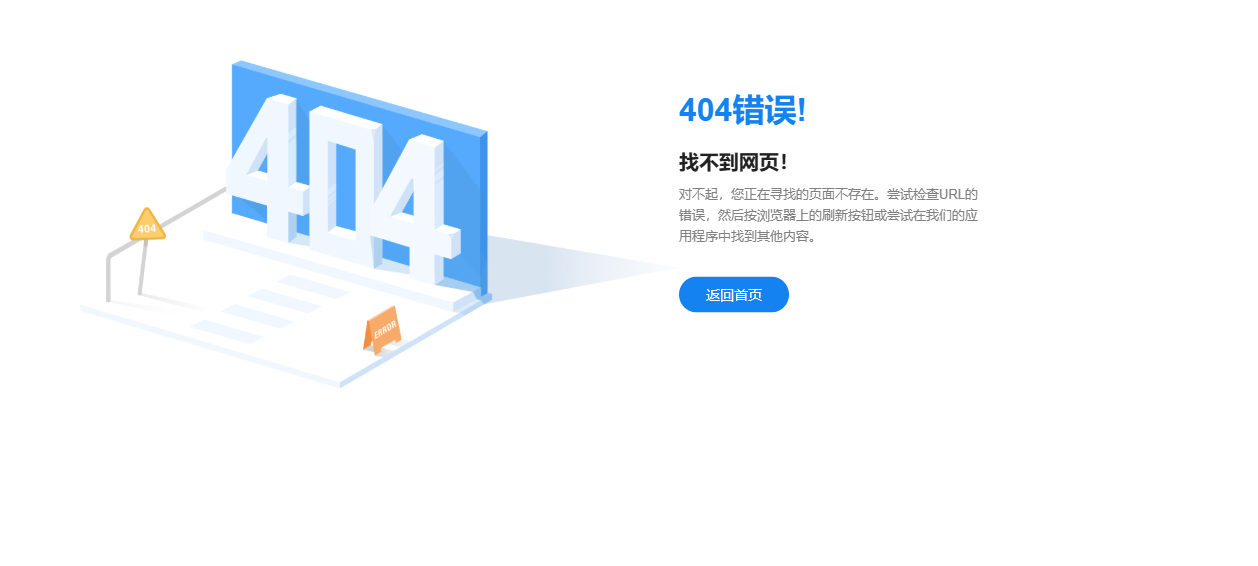 404
404
ERROR
404错误!
找不到网页！
对不起，您正在寻找的页面不存在。尝试检查URL的
错误，然后按浏览器上的刷新按钮或尝试在我们的应
用程序中找到其他内容。
返回首页